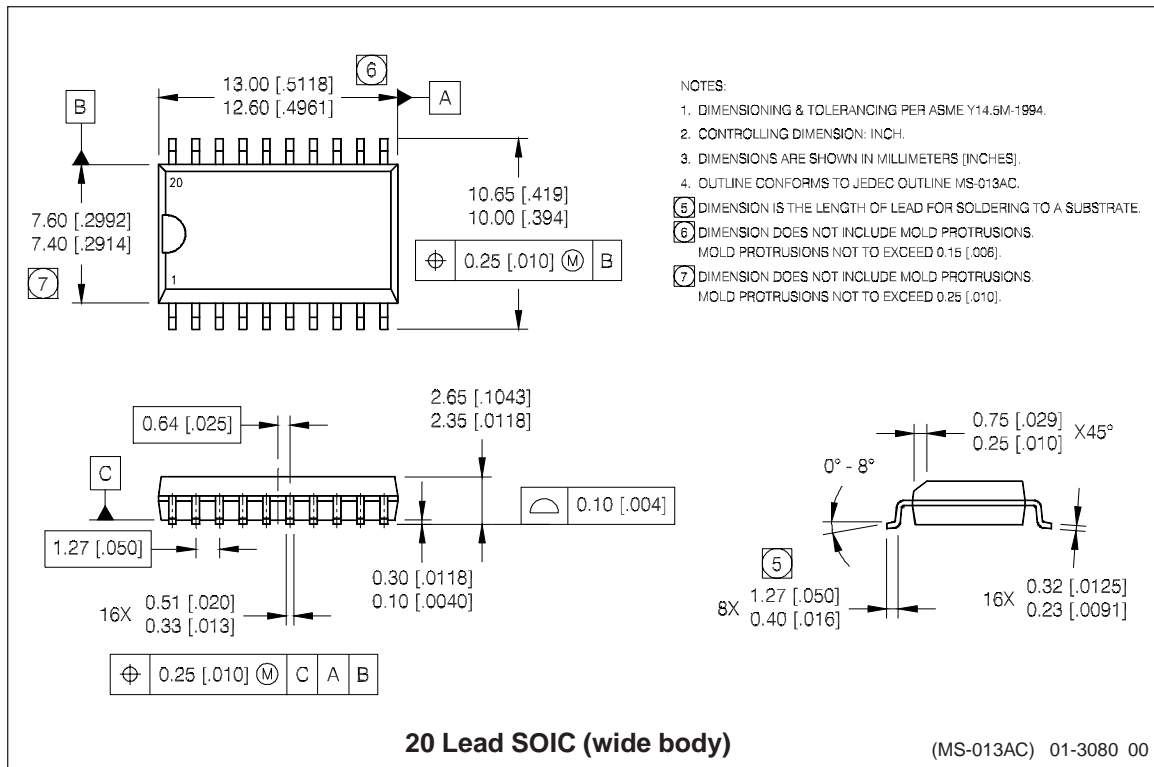 13.00 [.5118]
12.60 [.4961]
6
A
B
20
1
7.60 [.2992]
7.40 [.2914]
7
10.65 [.419]
10.00 [.394]
⌖ 0.25 [.010] Ⓜ B
NOTES:
1. DIMENSIONING & TOLERANCING PER ASME Y14.5M-1994.
2. CONTROLLING DIMENSION: INCH.
3. DIMENSIONS ARE SHOWN IN MILLIMETERS [INCHES].
4. OUTLINE CONFORMS TO JEDEC OUTLINE MS-013AC.
5 DIMENSION IS THE LENGTH OF LEAD FOR SOLDERING TO A SUBSTRATE.
6 DIMENSION DOES NOT INCLUDE MOLD PROTRUSIONS.
MOLD PROTRUSIONS NOT TO EXCEED 0.15 [.006].
7 DIMENSION DOES NOT INCLUDE MOLD PROTRUSIONS.
MOLD PROTRUSIONS NOT TO EXCEED 0.25 [.010].
0.64 [.025]
2.65 [.1043]
2.35 [.0118]
C
⌓ 0.10 [.004]
1.27 [.050]
0.30 [.0118]
0.10 [.0040]
16X 0.51 [.020]
0.33 [.013]
⌖ 0.25 [.010] Ⓜ C A B
0.75 [.029]
0.25 [.010] X45°
0° - 8°
5
8X 1.27 [.050]
0.40 [.016]
16X 0.32 [.0125]
0.23 [.0091]
20 Lead SOIC (wide body)
(MS-013AC) 01-3080 00